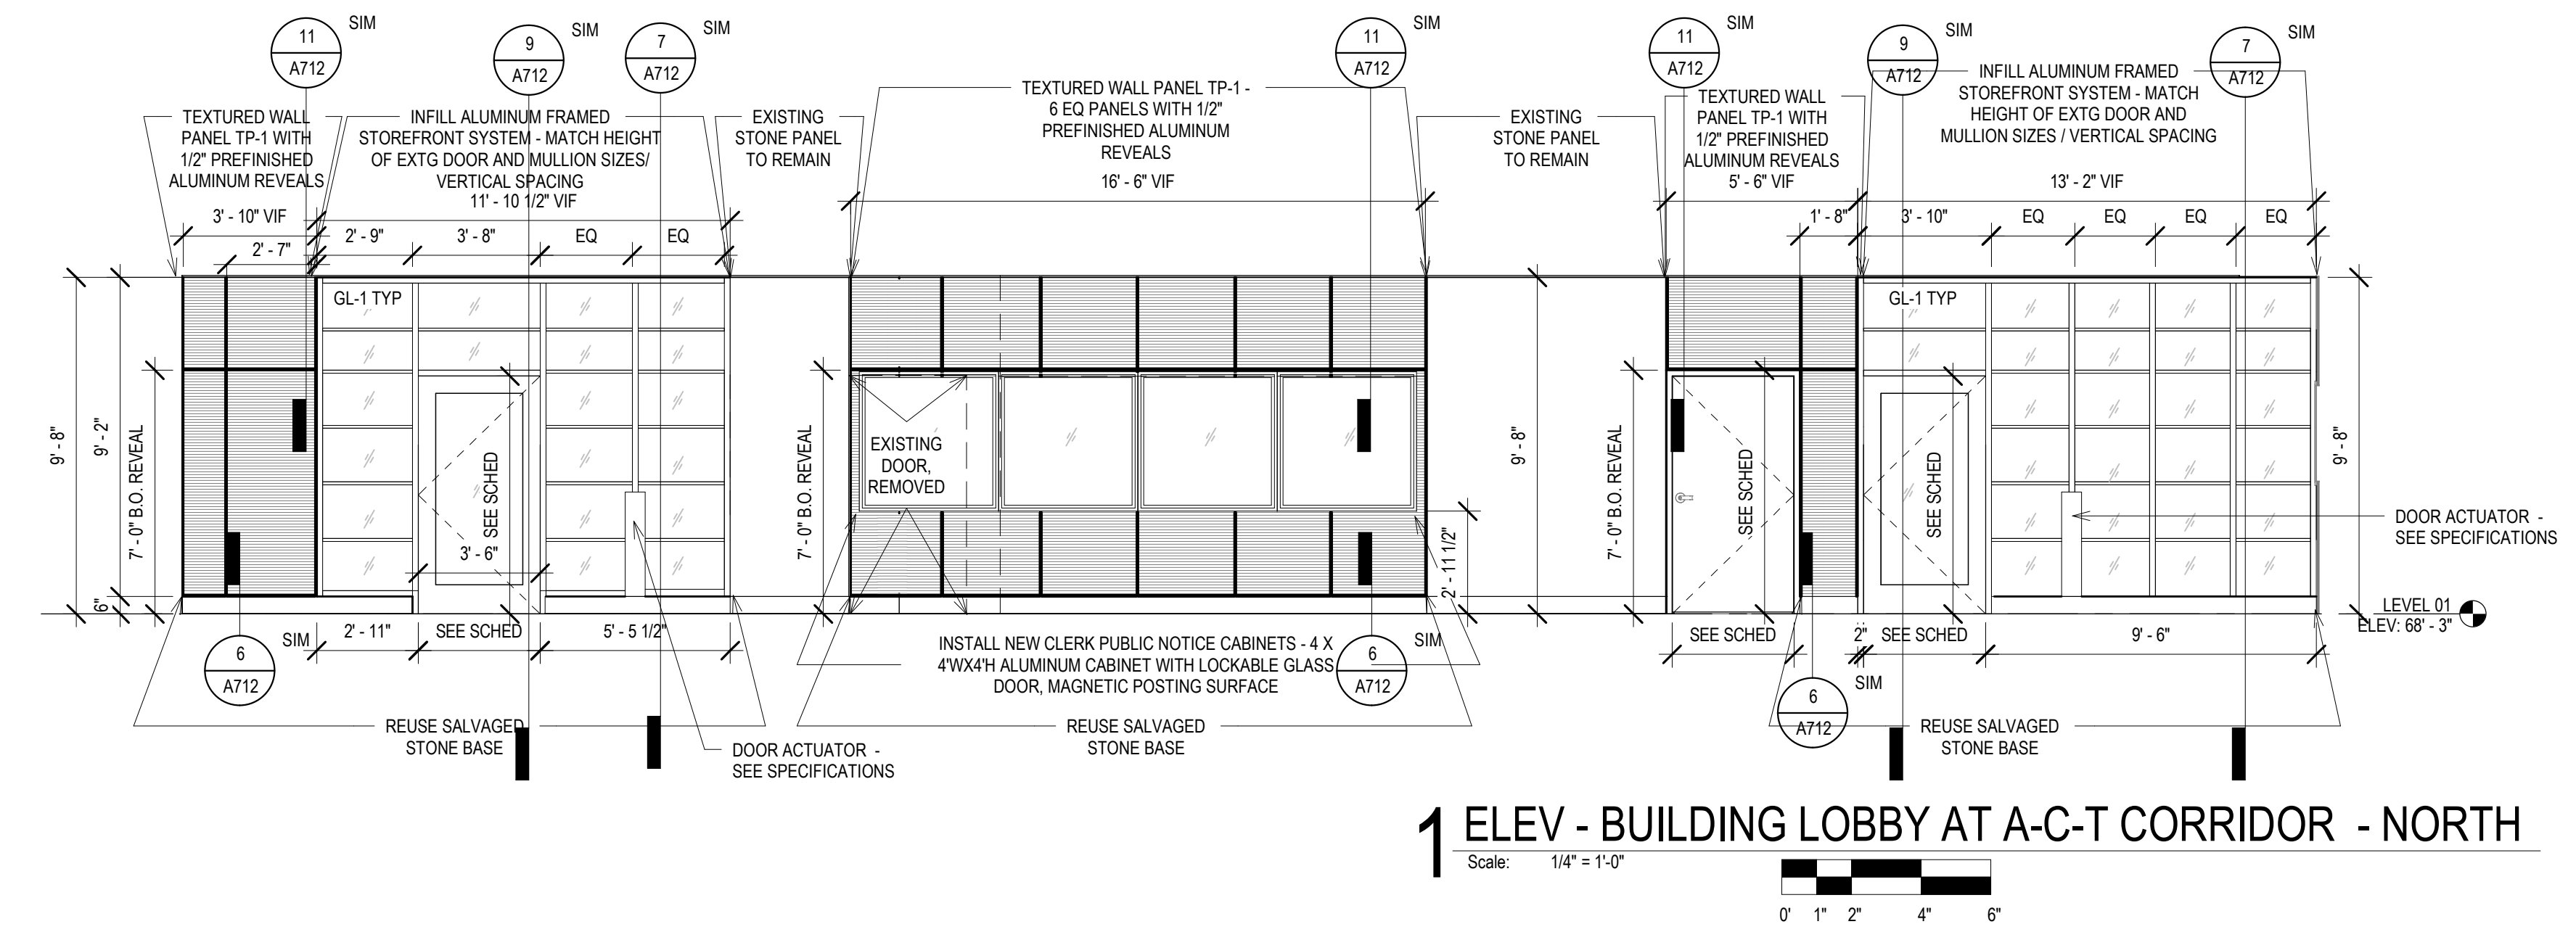 11
A712
SIM
9
A712
SIM
7
A712
SIM
11
A712
SIM
11
A712
SIM
9
A712
SIM
7
A712
SIM
TEXTURED WALL
PANEL TP-1 WITH
1/2" PREFINISHED
ALUMINUM REVEALS
INFILL ALUMINUM FRAMED
STOREFRONT SYSTEM - MATCH HEIGHT
OF EXTG DOOR AND MULLION SIZES/
VERTICAL SPACING
EXISTING
STONE PANEL
TO REMAIN
TEXTURED WALL PANEL TP-1 -
6 EQ PANELS WITH 1/2"
PREFINISHED ALUMINUM
REVEALS
EXISTING
STONE PANEL
TO REMAIN
TEXTURED WALL
PANEL TP-1 WITH
1/2" PREFINISHED
ALUMINUM REVEALS
INFILL ALUMINUM FRAMED
STOREFRONT SYSTEM - MATCH
HEIGHT OF EXTG DOOR AND
MULLION SIZES / VERTICAL SPACING
3' - 10" VIF
11' - 10 1/2" VIF
16' - 6" VIF
5' - 6" VIF
13' - 2" VIF
2' - 7"
2' - 9"
3' - 8"
EQ
EQ
1' - 8"
3' - 10"
EQ
EQ
EQ
EQ
GL-1 TYP
GL-1 TYP
9' - 8"
9' - 2"
6"
7' - 0" B.O. REVEAL
SEE SCHED
3' - 6"
7' - 0" B.O. REVEAL
EXISTING
DOOR,
REMOVED
2' - 11 1/2"
9' - 8"
7' - 0" B.O. REVEAL
SEE SCHED
SEE SCHED
9' - 8"
DOOR ACTUATOR -
SEE SPECIFICATIONS
LEVEL 01
ELEV: 68' - 3"
2' - 11"
SEE SCHED
5' - 5 1/2"
SEE SCHED
2"
SEE SCHED
9' - 6"
6
A712
SIM
INSTALL NEW CLERK PUBLIC NOTICE CABINETS - 4 X
4'WX4'H ALUMINUM CABINET WITH LOCKABLE GLASS
DOOR, MAGNETIC POSTING SURFACE
6
A712
SIM
6
A712
SIM
REUSE SALVAGED
STONE BASE
DOOR ACTUATOR -
SEE SPECIFICATIONS
REUSE SALVAGED
STONE BASE
REUSE SALVAGED
STONE BASE
1 ELEV - BUILDING LOBBY AT A-C-T CORRIDOR - NORTH
Scale: 1/4" = 1'-0"
0' 1" 2" 4" 6"